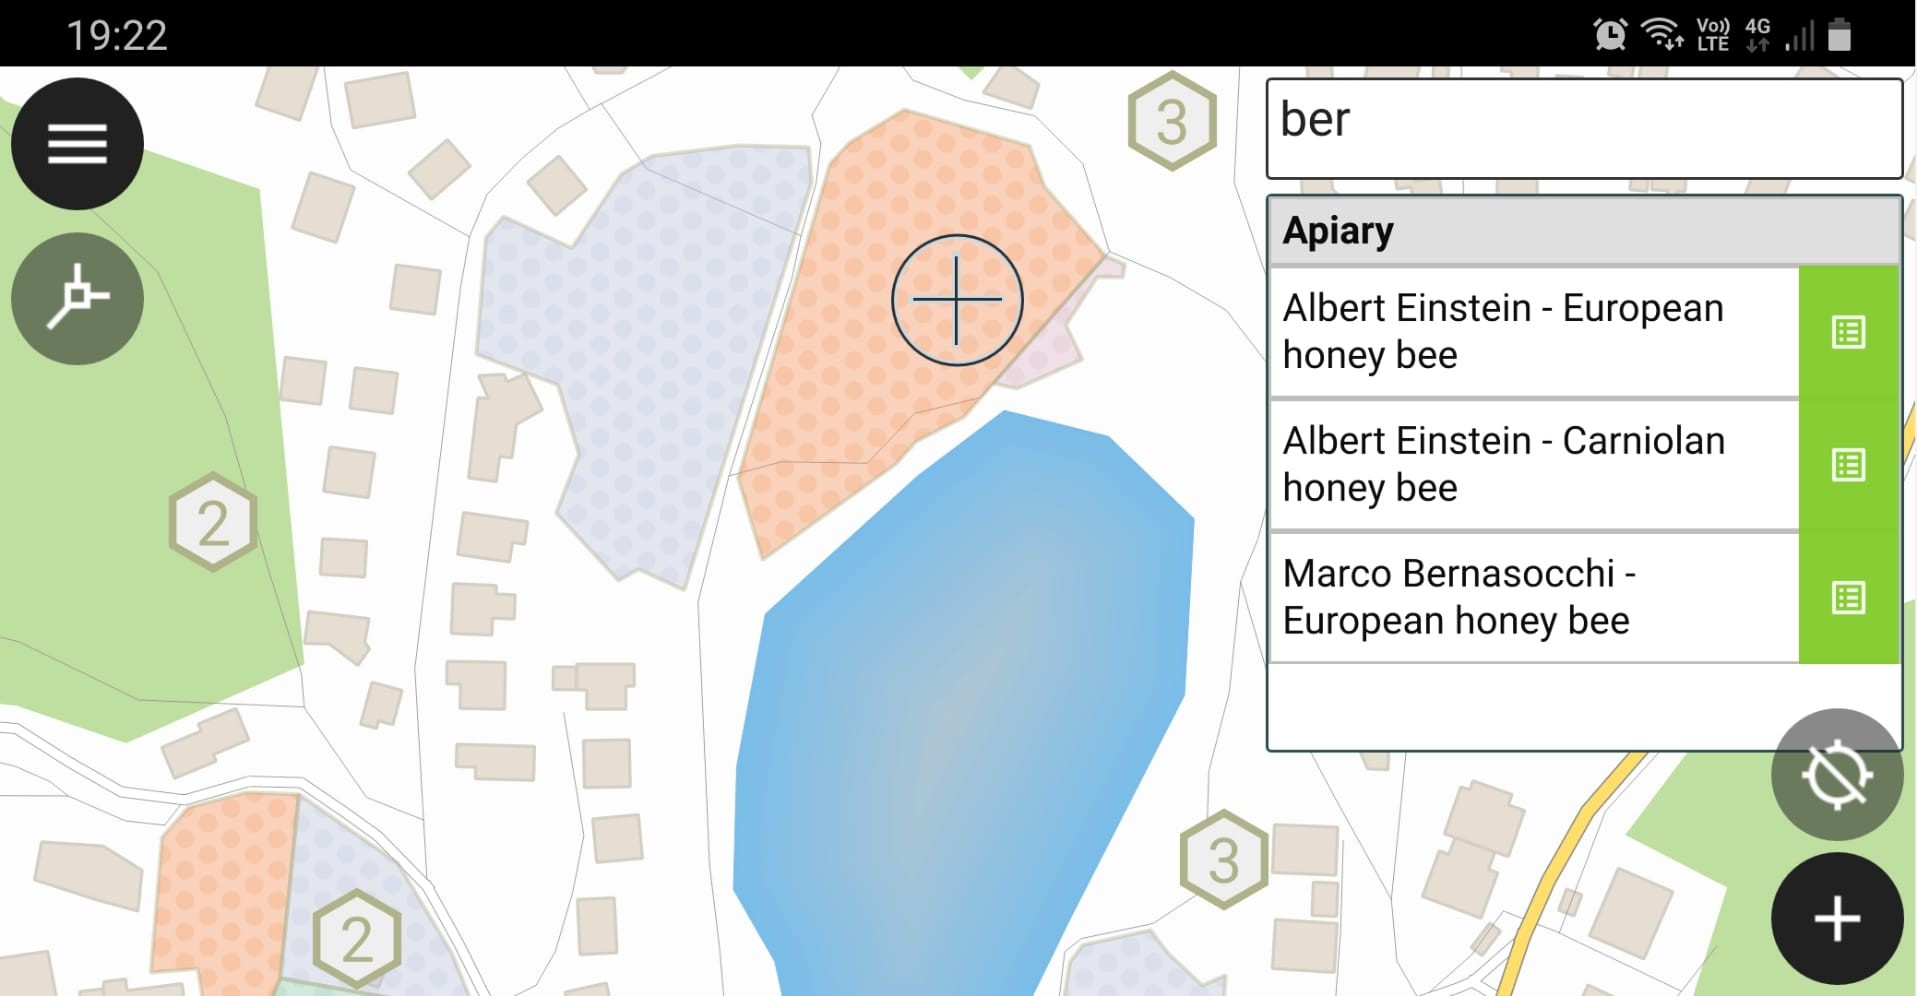 19:22
Vo)) 4G
LTE
3
ber
Apiary
Albert Einstein - European
honey bee
Albert Einstein - Carniolan
honey bee
Marco Bernasocchi -
European honey bee
2
3
2